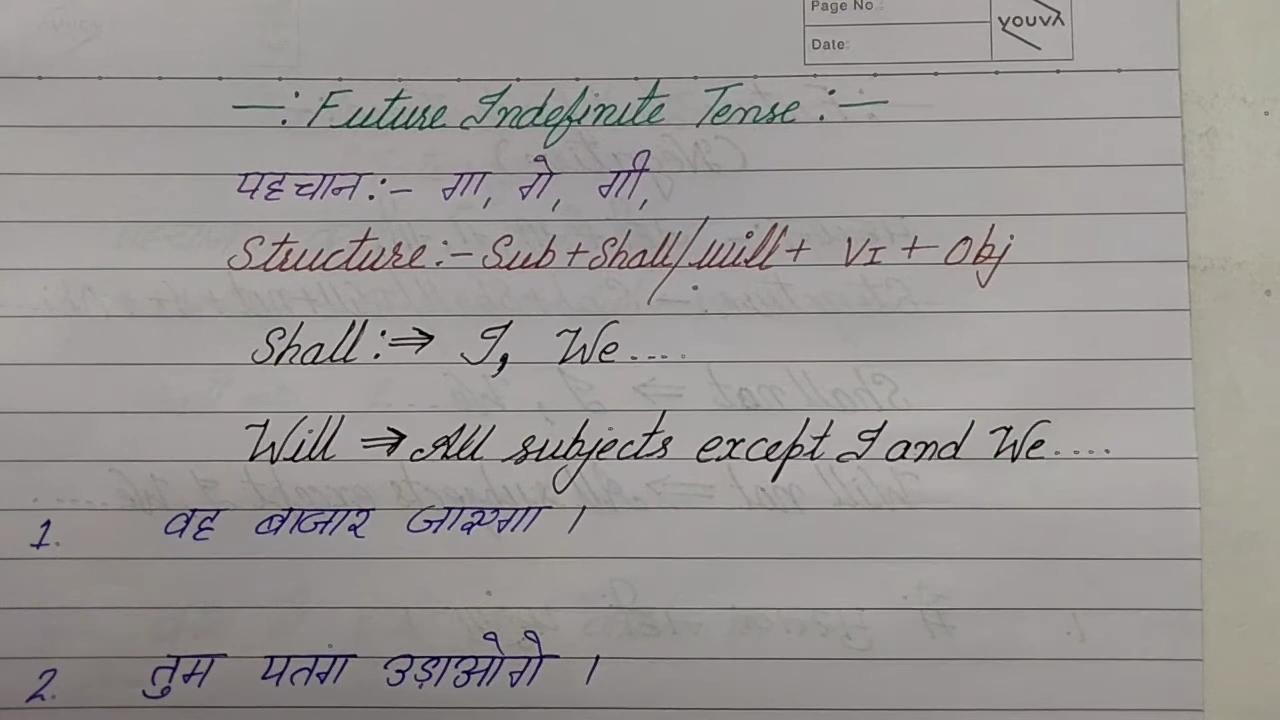 Page No.:
youva
Date:
—: Future Indefinite Tense :—
पहचान:- गा, गे, गी,
Structure:- Sub + Shall/will + VI + Obj
Shall :⇒ I, We....
Will ⇒ All subjects except I and We....
1. वह बाजार जाएगा ।
2. तुम पतंग उड़ाओगे ।